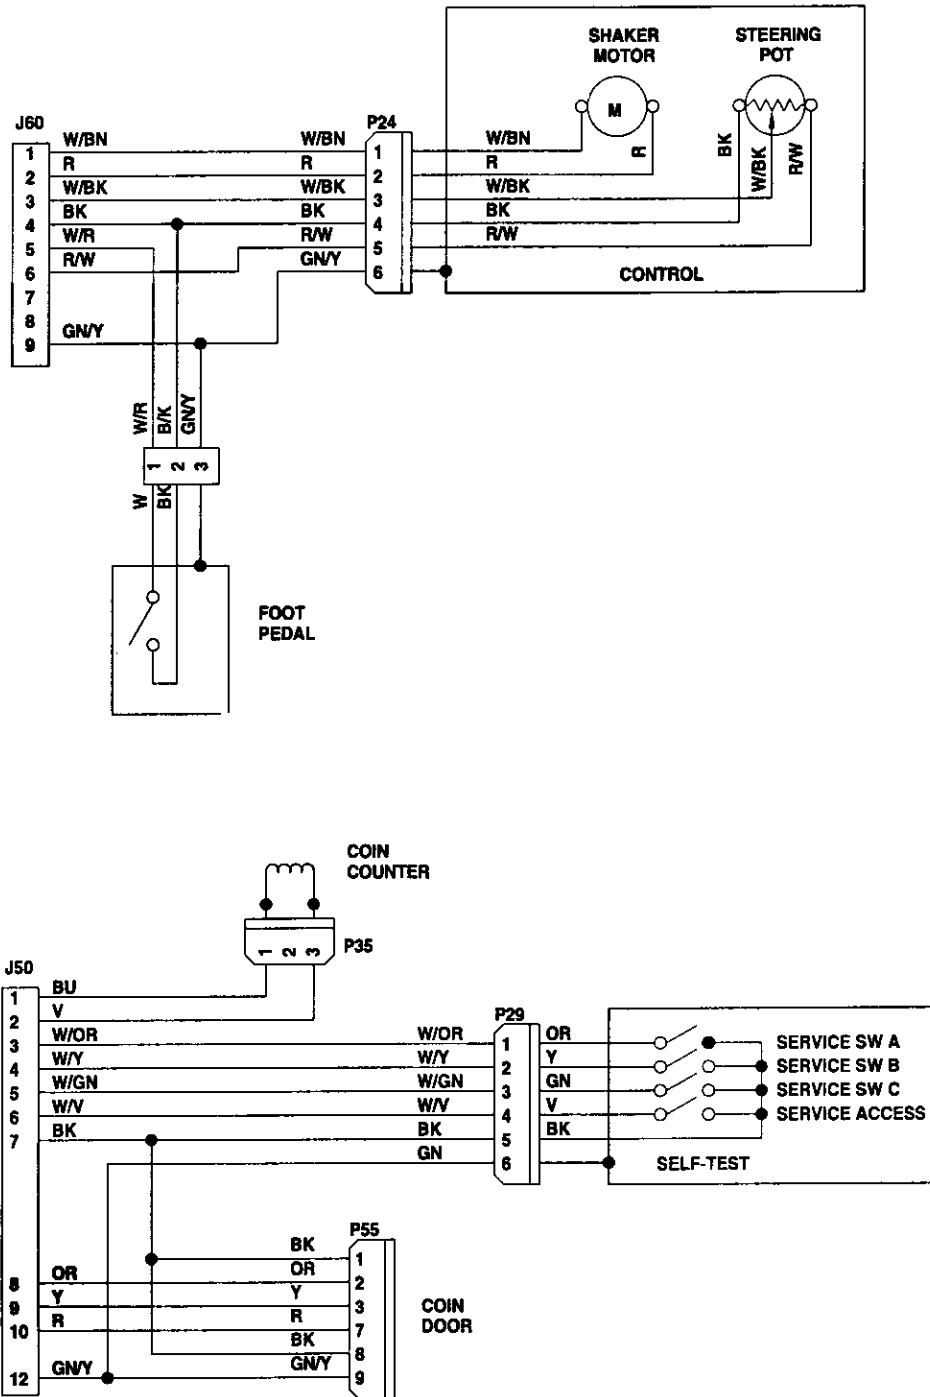 SHAKER MOTOR
STEERING POT
M
J60
P24
W/BN W/BN W/BN
1 1
R R R
2 2
W/BK W/BK W/BK
3 3
BK BK BK
4 4
W/R R/W R/W
5 5
R/W GN/Y
6 6
7
8
GN/Y
9
R
BK
W/BK
R/W
CONTROL
W/R
B/K
GN/Y
1 2 3
W
BK
FOOT
PEDAL
COIN
COUNTER
1 2 3
P35
J50
BU
1
V
2
P29
W/OR W/OR OR
3 1 SERVICE SW A
W/Y W/Y Y
4 2 SERVICE SW B
W/GN W/GN GN
5 3 SERVICE SW C
W/V W/V V
6 4 SERVICE ACCESS
BK BK BK
7 5
GN
6 SELF-TEST
P55
BK
1
OR OR
8 2
Y Y
9 3
R R
10 7
BK
8
GN/Y GN/Y
12 9
COIN
DOOR